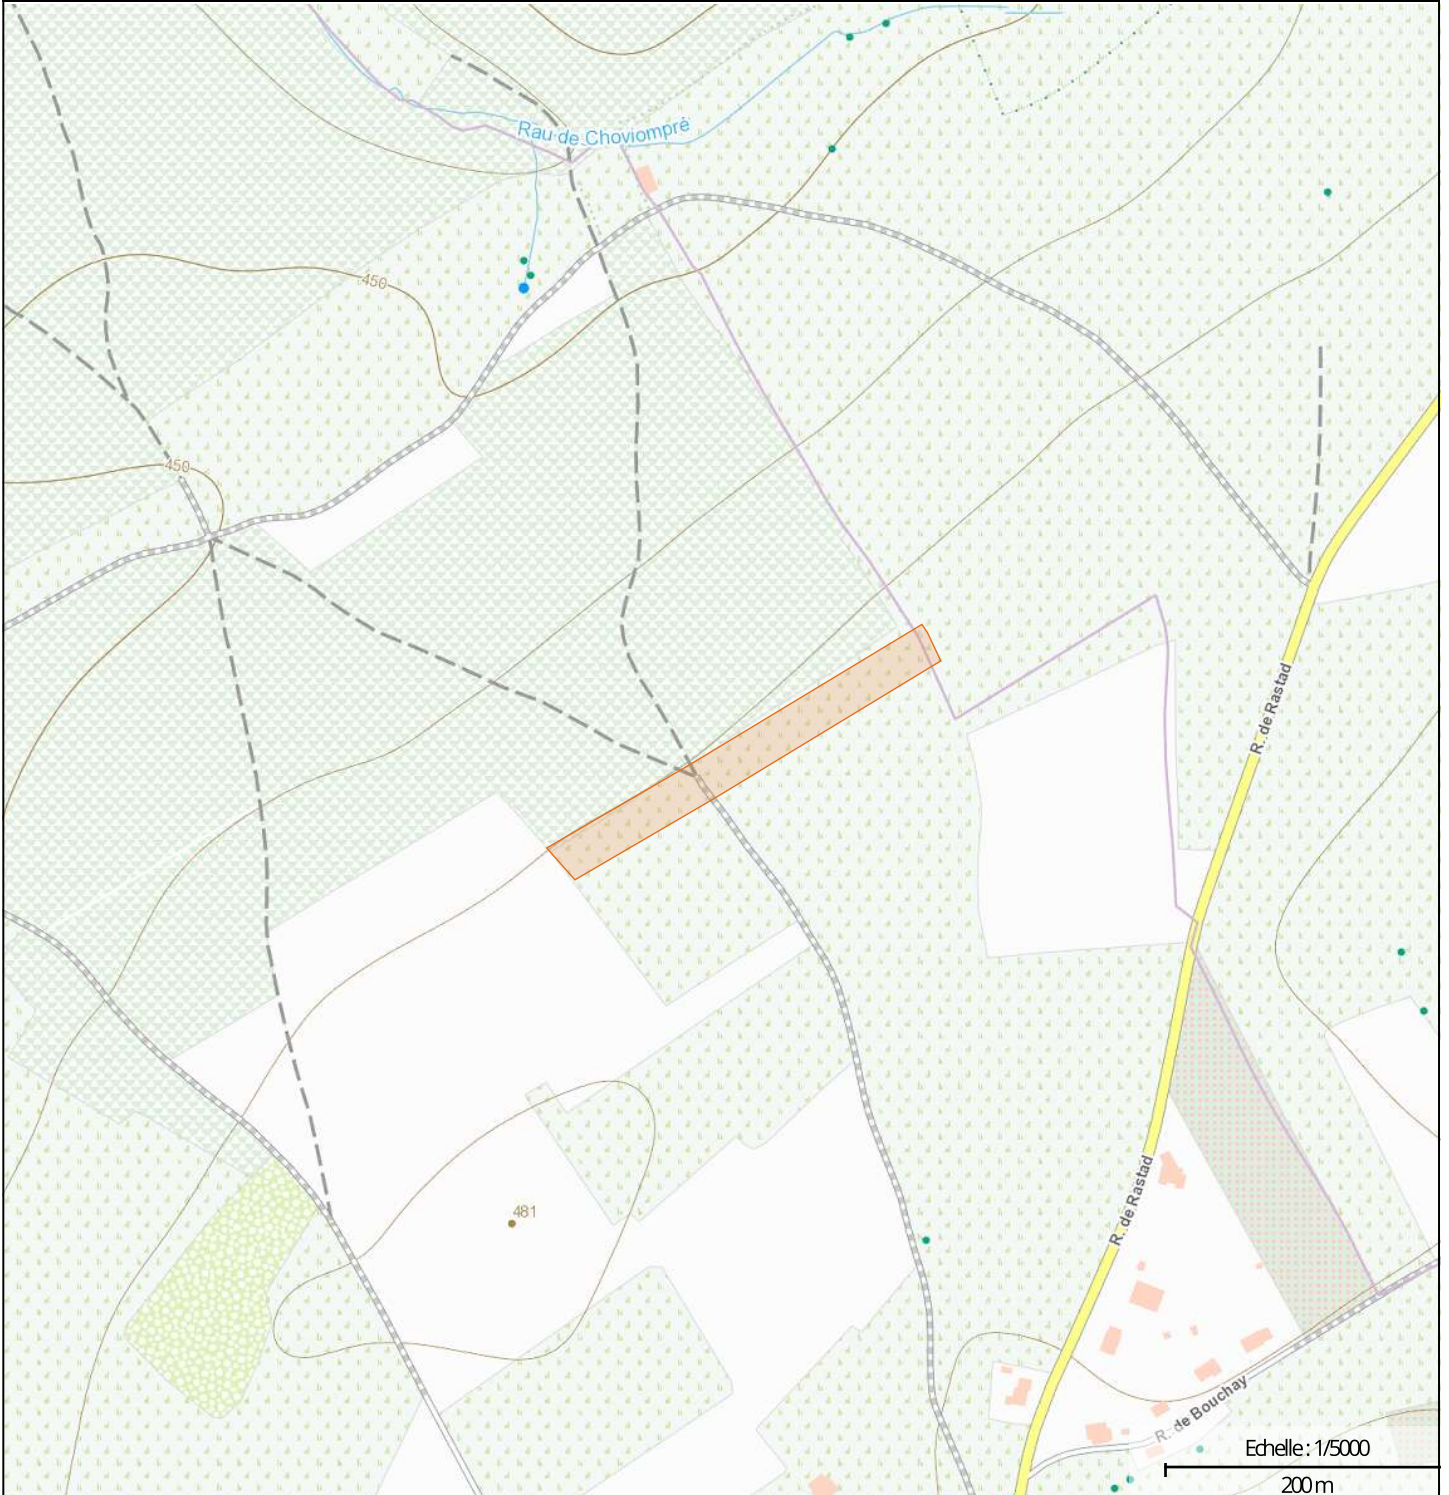 Rau de Choviompré
450
450
R. de Rastad
R. de Rastad
481
R. de Bouchay
Echelle : 1/5000
200 m